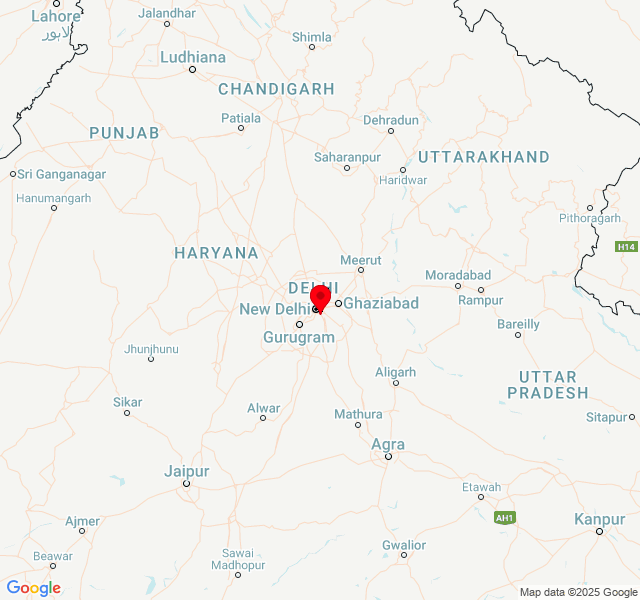 Lahore
لاہور
Jalandhar
Shimla
Ludhiana
CHANDIGARH
Patiala
Dehradun
PUNJAB
Saharanpur
UTTARAKHAND
Sri Ganganagar
Haridwar
Hanumangarh
Pithoragarh
H14
HARYANA
Meerut
Moradabad
DELHI
Rampur
New Delhi
Ghaziabad
Bareilly
Gurugram
Jhunjhunu
Aligarh
UTTAR
PRADESH
Sikar
Alwar
Mathura
Sitapur
Agra
Jaipur
Etawah
AH1
Ajmer
Kanpur
Sawai
Madhopur
Gwalior
Beawar
Google
Map data ©2025 Google